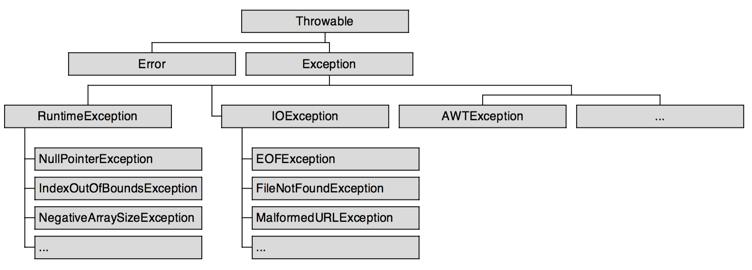 Throwable
Error
Exception
RuntimeException
IOException
AWTException
...
NullPointerException
EOFException
IndexOutOfBoundsException
FileNotFoundException
NegativeArraySizeException
MalformedURLException
...
...